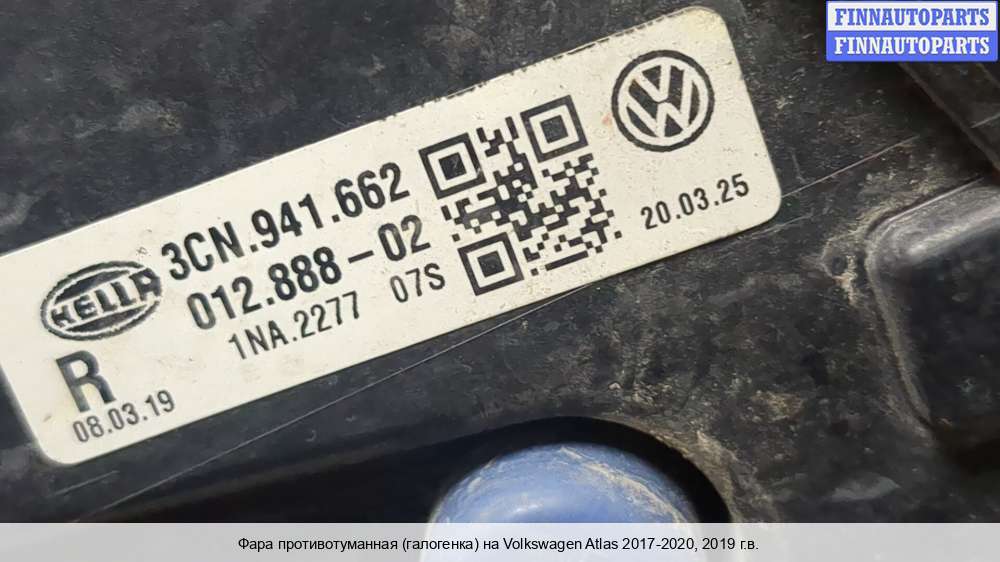 FINNAUTOPARTS
FINNAUTOPARTS
3CN.941.662
012.888-02
1NA.2277 07S
20.03.25
HELLA
R
08.03.19
Фара противотуманная (галогенка) на Volkswagen Atlas 2017-2020, 2019 г.в.